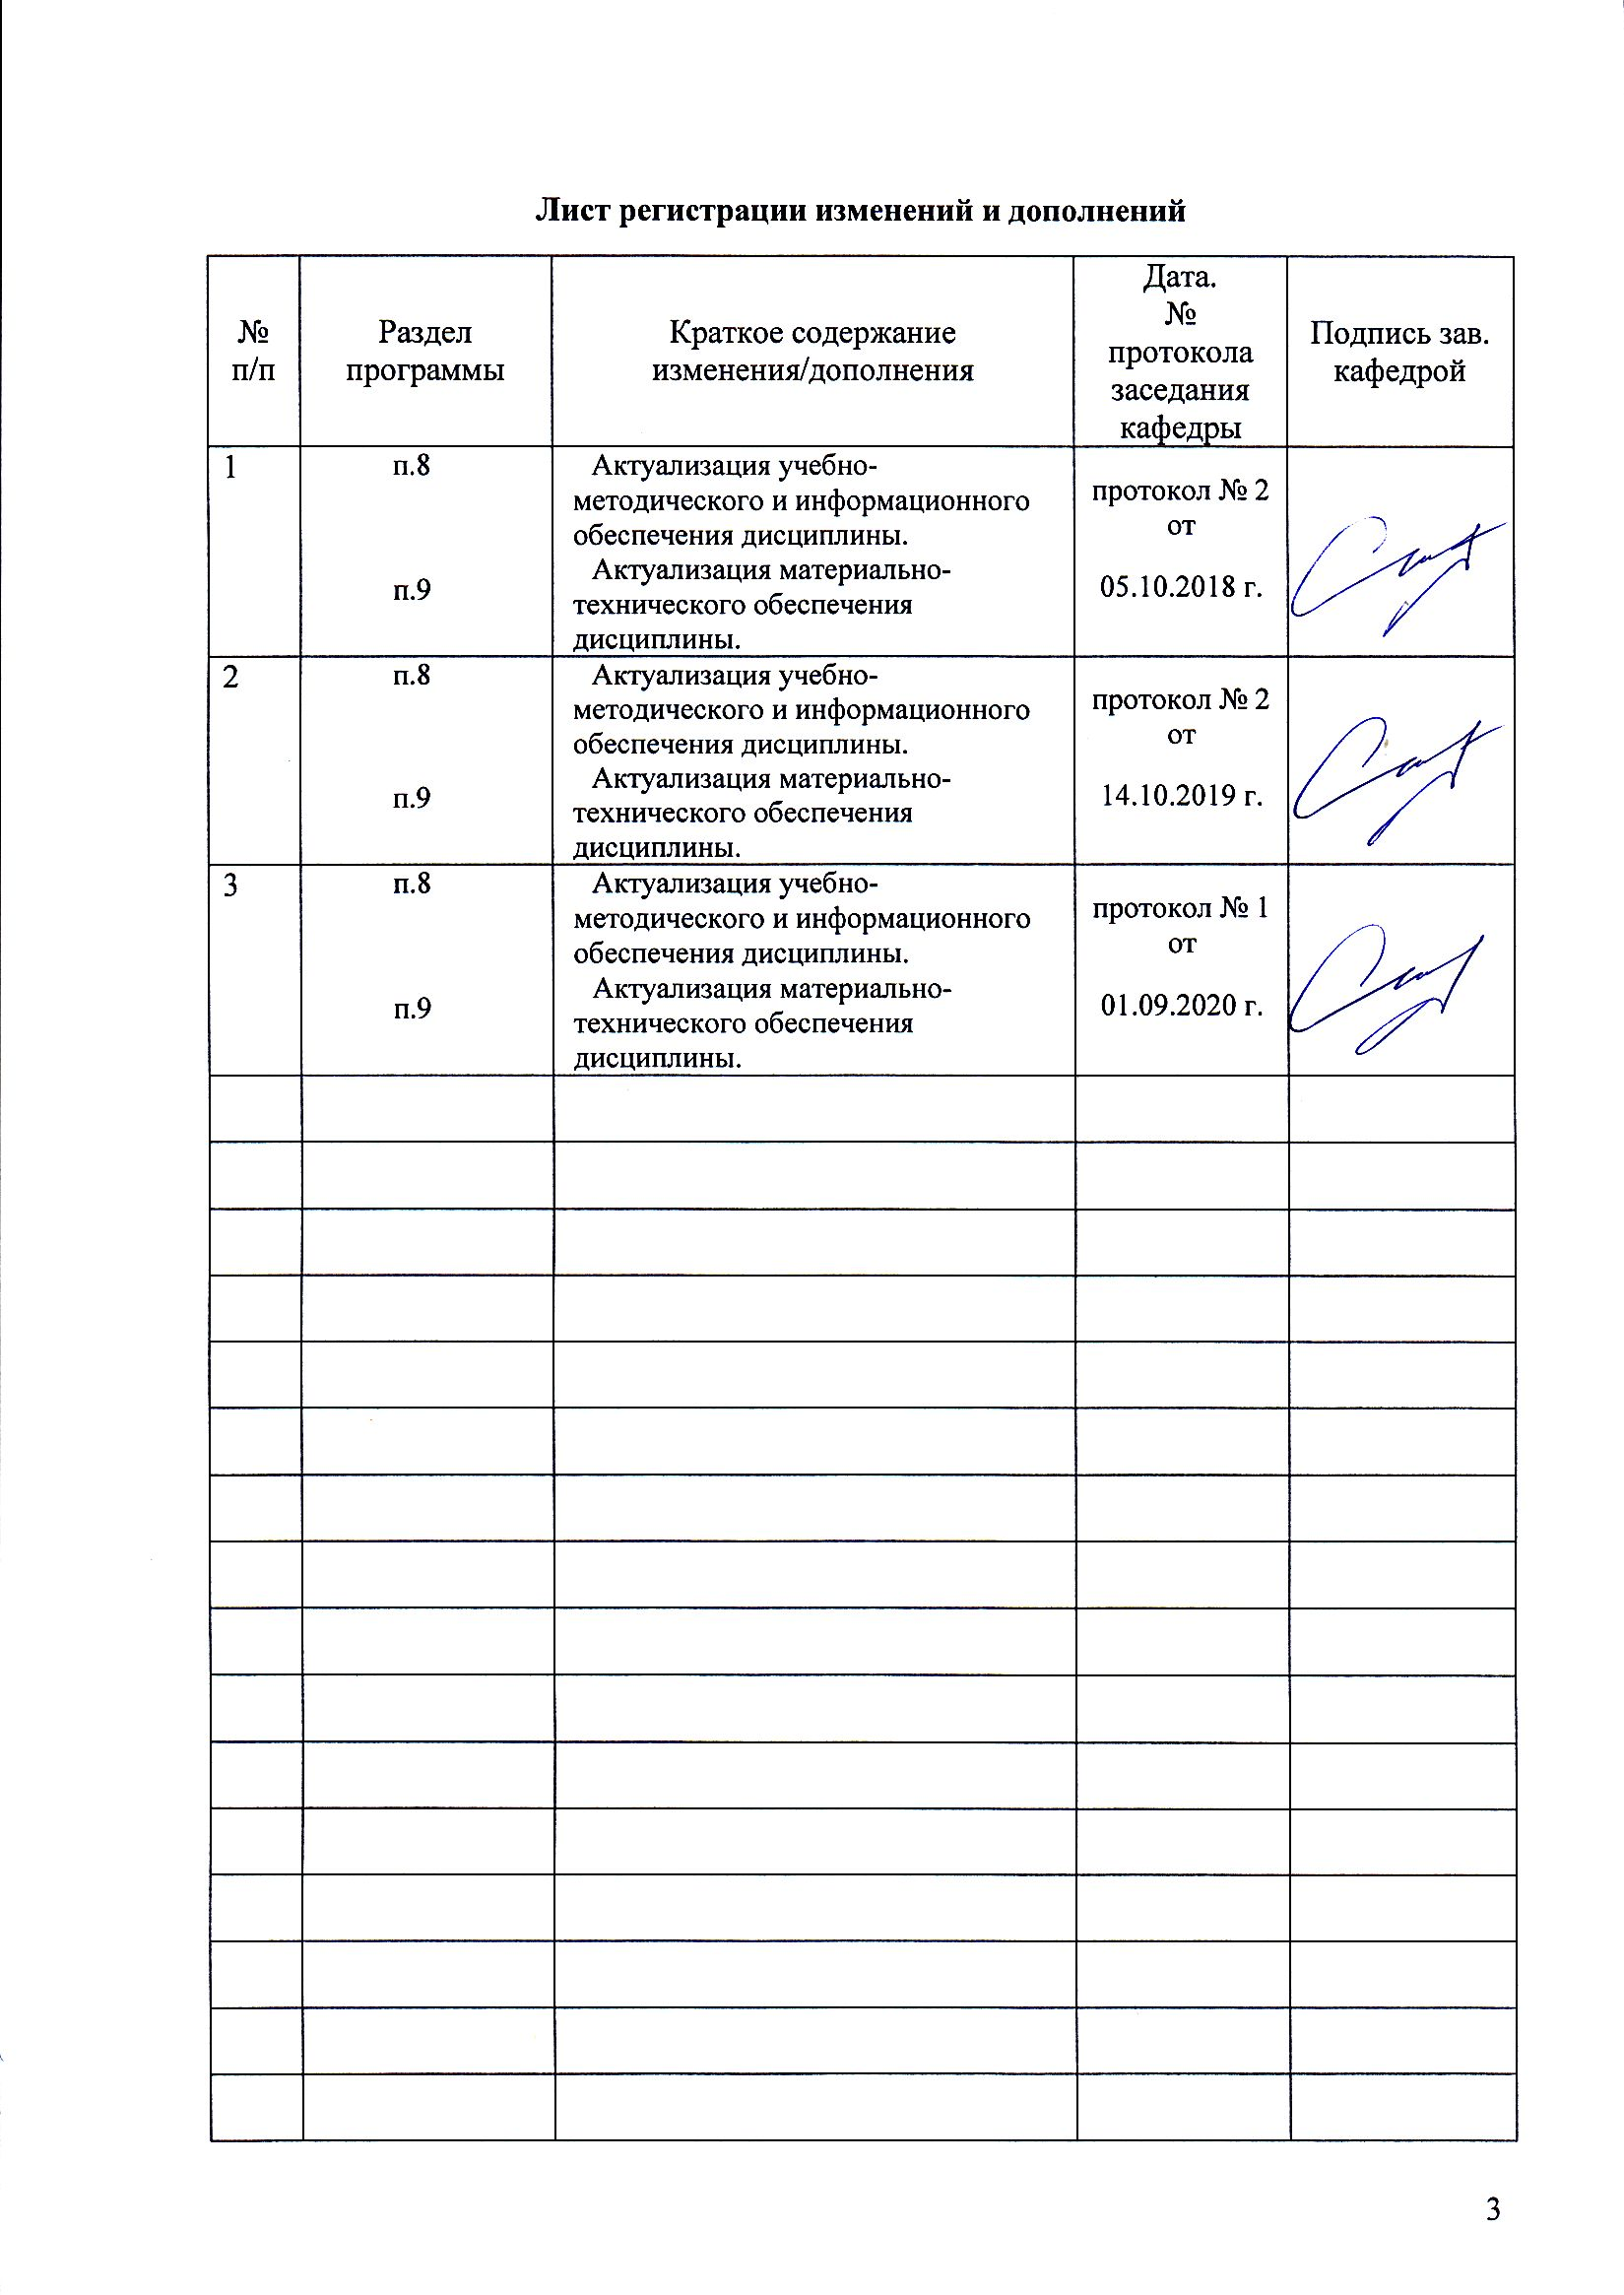 Лист регистрации изменений и дополнений
№
п/п
Раздел
программы
Краткое содержание
изменения/дополнения
Дата.
№
протокола
заседания
кафедры
Подпись зав.
кафедрой
1
п.8
п.9
Актуализация учебно-
методического и информационного
обеспечения дисциплины.
Актуализация материально-
технического обеспечения
дисциплины.
протокол № 2
от
05.10.2018 г.
2
п.8
п.9
Актуализация учебно-
методического и информационного
обеспечения дисциплины.
Актуализация материально-
технического обеспечения
дисциплины.
протокол № 2
от
14.10.2019 г.
3
п.8
п.9
Актуализация учебно-
методического и информационного
обеспечения дисциплины.
Актуализация материально-
технического обеспечения
дисциплины.
протокол № 1
от
01.09.2020 г.
3